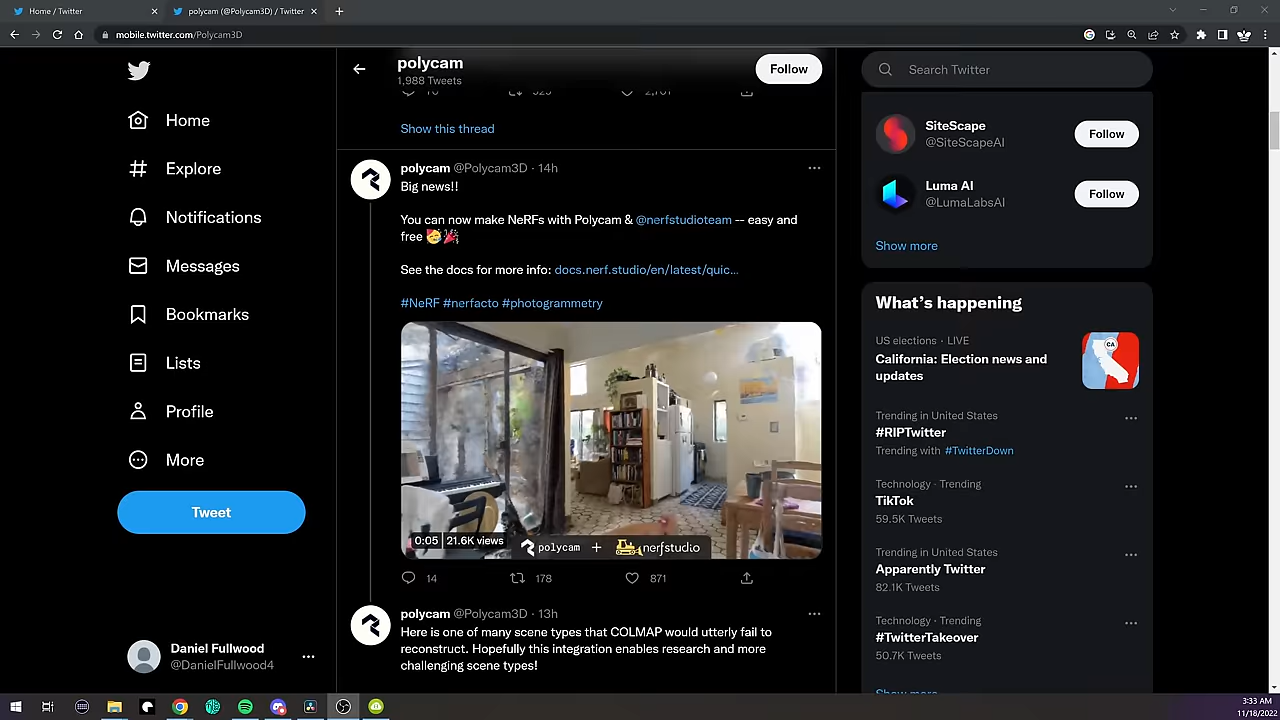 Home / Twitter
polycam (@Polycam3D) / Twitter
mobile.twitter.com/Polycam3D
Home
Explore
Notifications
Messages
Bookmarks
Lists
Profile
More
Tweet
Daniel Fullwood
@DanielFullwood4
polycam
1,988 Tweets
Follow
Show this thread
polycam @Polycam3D · 14h
Big news!!
You can now make NeRFs with Polycam & @nerfstudioteam -- easy and
free 🥳🎉
See the docs for more info: docs.nerf.studio/en/latest/quic…
#NeRF #nerfacto #photogrammetry
0:05 | 21.6K views
polycam + nerfstudio
14 178 871
polycam @Polycam3D · 13h
Here is one of many scene types that COLMAP would utterly fail to
reconstruct. Hopefully this integration enables research and more
challenging scene types!
Search Twitter
SiteScape
@SiteScapeAI
Follow
Luma AI
@LumaLabsAI
Follow
Show more
What's happening
US elections · LIVE
California: Election news and
updates
CA
Trending in United States
#RIPTwitter
Trending with #TwitterDown
Technology · Trending
TikTok
59.5K Tweets
Trending in United States
Apparently Twitter
82.1K Tweets
Technology · Trending
#TwitterTakeover
50.7K Tweets
Show more
3:33 AM
11/18/2022